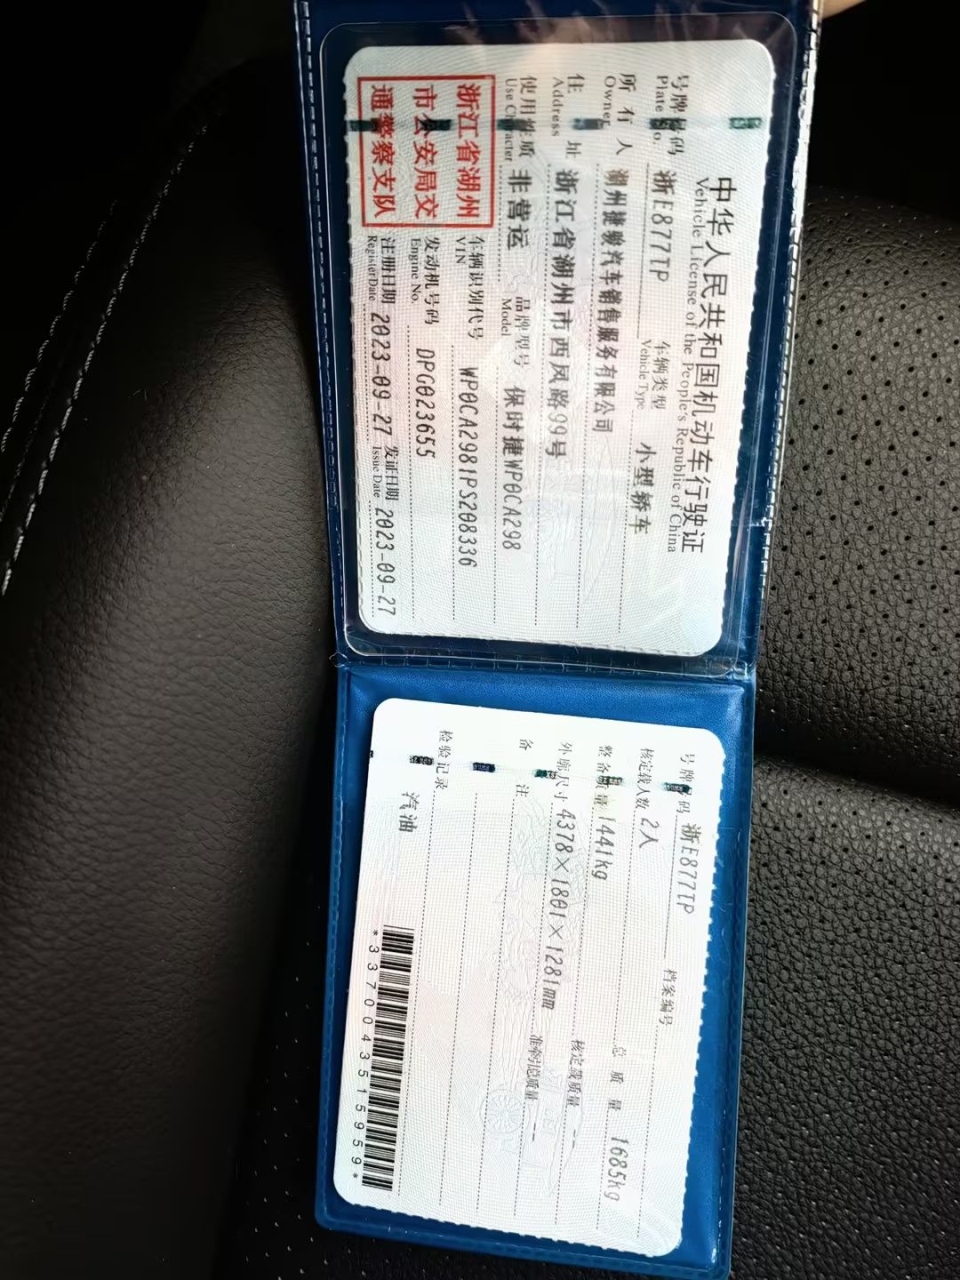 中华人民共和国机动车行驶证
Vehicle License of the People's Republic of China
号牌号码 浙E877TP 车辆类型 小型轿车
Plate No. Vehicle Type
所有人 湖州捷骏汽车销售服务有限公司
Owner
住址 浙江省湖州市西凤路99号
Address
使用性质 非营运 品牌型号 保时捷WP0CA298
Use Character Model
浙江省湖州
市公安局交
通警察支队
车辆识别代号 WP0CA2981PS208336
VIN
发动机号码 DPG023655
Engine No.
注册日期 2023-09-27 发证日期 2023-09-27
Register Date Issue Date
号牌号码 浙E877TP 档案编号
核定载人数 2人 总质量 1685kg
整备质量 1441kg 核定载质量 --
外廓尺寸 4378×1801×1281mm 准牵引总质量 --
备注
检验记录
汽油
*3370043515959*